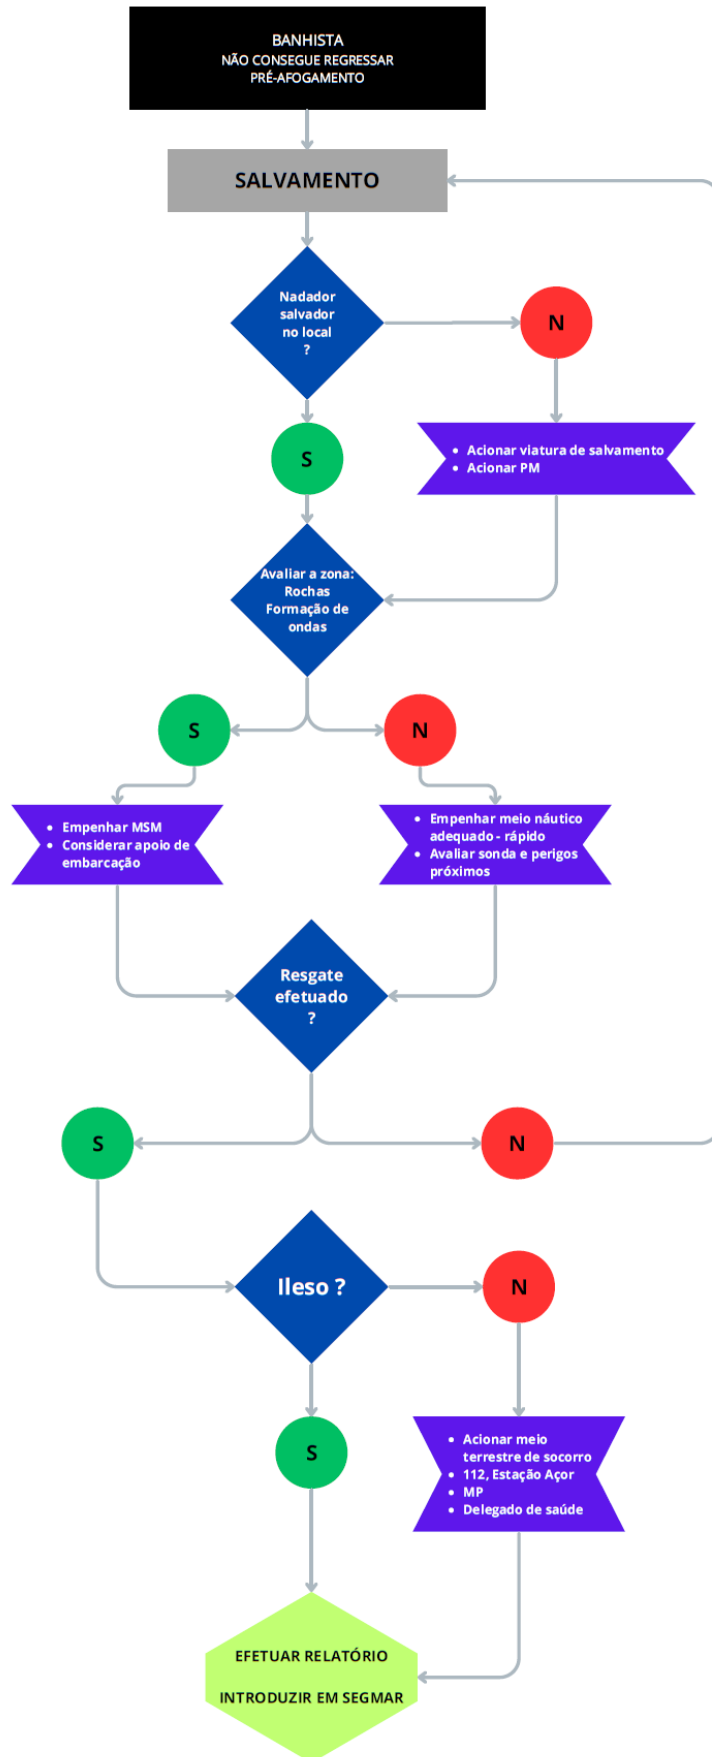 BANHISTA
NÃO CONSEGUE REGRESSAR
PRÉ-AFOGAMENTO
SALVAMENTO
Nadador
salvador
no local
?
N
S
• Acionar viatura de salvamento
• Acionar PM
Avaliar a zona:
Rochas
Formação de
ondas
S
N
• Empenhar MSM
• Considerar apoio de
embarcação
• Empenhar meio náutico
adequado - rápido
• Avaliar sonda e perigos
próximos
Resgate
efetuado
?
S
N
Ileso ?
N
S
• Acionar meio
terrestre de socorro
• 112, Estação Açor
• MP
• Delegado de saúde
EFETUAR RELATÓRIO
INTRODUZIR EM SEGMAR